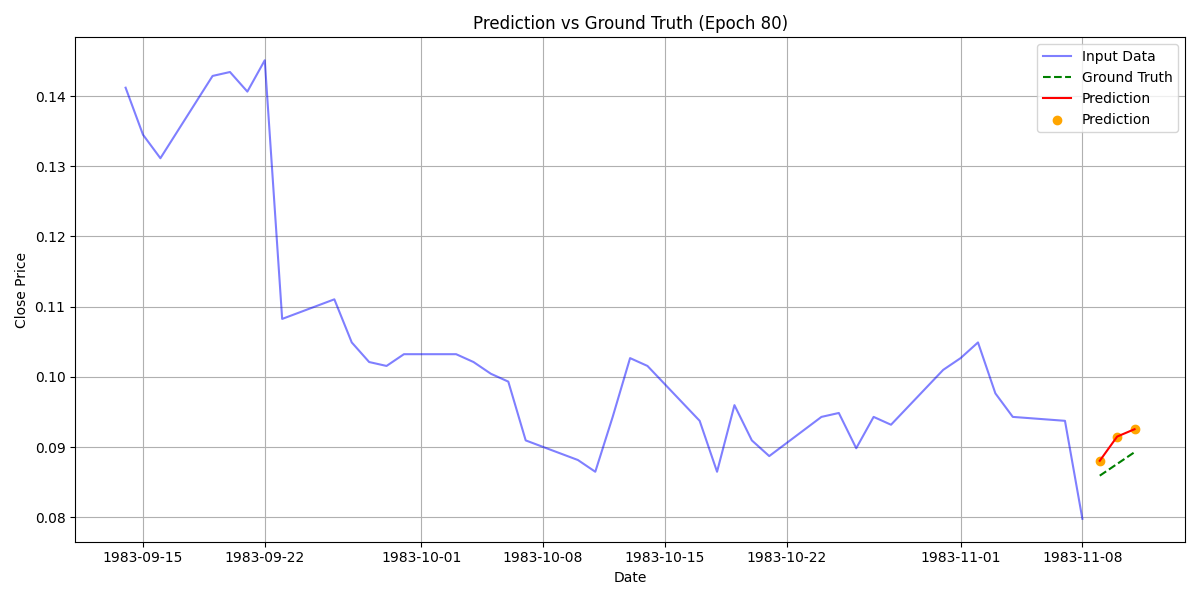 Prediction vs Ground Truth (Epoch 80)
Input Data
Ground Truth
Prediction
Prediction
Close Price
0.14
0.13
0.12
0.11
0.10
0.09
0.08
1983-09-15
1983-09-22
1983-10-01
1983-10-08
1983-10-15
1983-10-22
1983-11-01
1983-11-08
Date